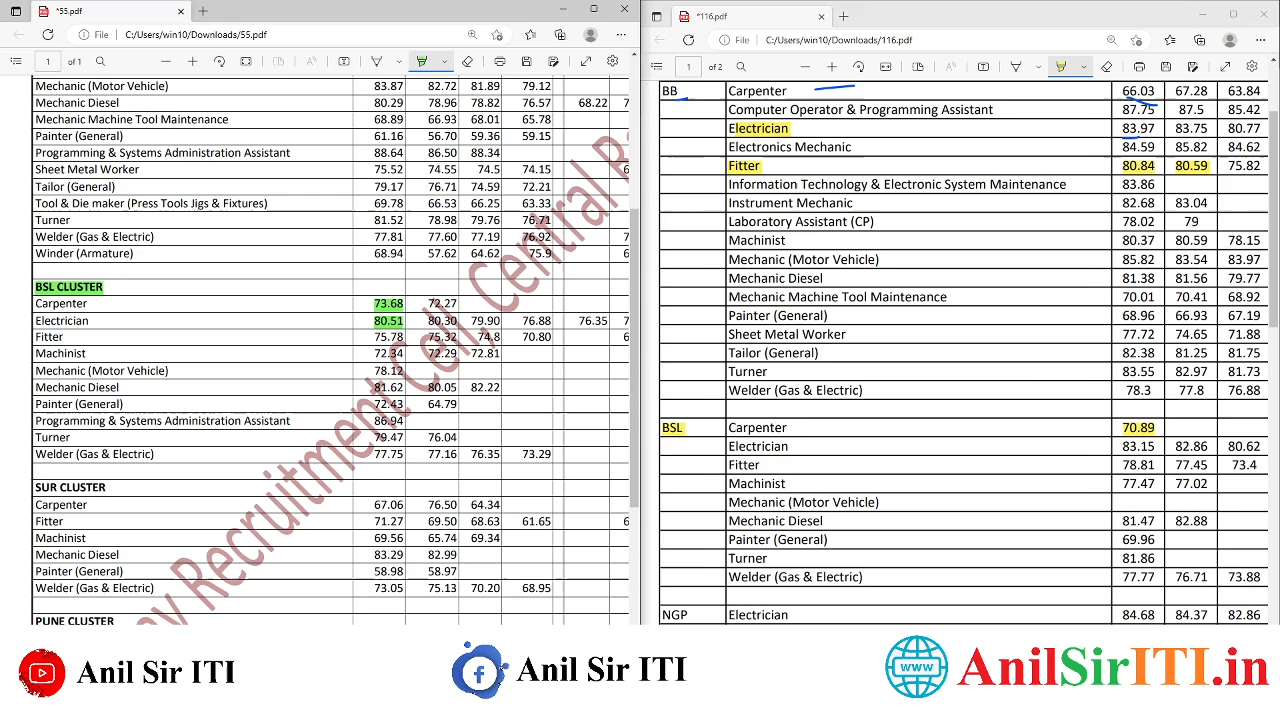 *55.pdf
File C:/Users/win10/Downloads/55.pdf
1 of 1
Mechanic (Motor Vehicle) 83.87 82.72 81.89 79.12
Mechanic Diesel 80.29 78.96 78.82 76.57 68.22 7
Mechanic Machine Tool Maintenance 68.89 66.93 68.01 65.78
Painter (General) 61.16 56.70 59.36 59.15
Programming & Systems Administration Assistant 88.64 86.50 88.34
Sheet Metal Worker 75.52 74.55 74.5 74.15 6
Tailor (General) 79.17 76.71 74.59 72.21
Tool & Die maker (Press Tools Jigs & Fixtures) 69.78 66.53 66.25 63.33
Turner 81.52 78.98 79.76 76.71
Welder (Gas & Electric) 77.81 77.60 77.19 76.92 7
Winder (Armature) 68.94 57.62 64.62 75.9 6
BSL CLUSTER
Carpenter 73.68 72.27
Electrician 80.51 80.30 79.90 76.88 76.35 7
Fitter 75.78 75.32 74.8 70.80 6
Machinist 72.34 72.29 72.81
Mechanic (Motor Vehicle) 78.12
Mechanic Diesel 81.62 80.05 82.22
Painter (General) 72.43 64.79
Programming & Systems Administration Assistant 86.94
Turner 79.47 76.04
Welder (Gas & Electric) 77.75 77.16 76.35 73.29
SUR CLUSTER
Carpenter 67.06 76.50 64.34
Fitter 71.27 69.50 68.63 61.65 6
Machinist 69.56 65.74 69.34
Mechanic Diesel 83.29 82.99
Painter (General) 58.98 58.97
Welder (Gas & Electric) 73.05 75.13 70.20 68.95
PUNE CLUSTER
Recruitment Cell, Central R
*116.pdf
File C:/Users/win10/Downloads/116.pdf
1 of 2
BB Carpenter 66.03 67.28 63.84
Computer Operator & Programming Assistant 87.75 87.5 85.42
Electrician 83.97 83.75 80.77
Electronics Mechanic 84.59 85.82 84.62
Fitter 80.84 80.59 75.82
Information Technology & Electronic System Maintenance 83.86
Instrument Mechanic 82.68 83.04
Laboratory Assistant (CP) 78.02 79
Machinist 80.37 80.59 78.15
Mechanic (Motor Vehicle) 85.82 83.54 83.97
Mechanic Diesel 81.38 81.56 79.77
Mechanic Machine Tool Maintenance 70.01 70.41 68.92
Painter (General) 68.96 66.93 67.19
Sheet Metal Worker 77.72 74.65 71.88
Tailor (General) 82.38 81.25 81.75
Turner 83.55 82.97 81.73
Welder (Gas & Electric) 78.3 77.8 76.88
BSL Carpenter 70.89
Electrician 83.15 82.86 80.62
Fitter 78.81 77.45 73.4
Machinist 77.47 77.02
Mechanic (Motor Vehicle)
Mechanic Diesel 81.47 82.88
Painter (General) 69.96
Turner 81.86
Welder (Gas & Electric) 77.77 76.71 73.88
NGP Electrician 84.68 84.37 82.86
Anil Sir ITI
f Anil Sir ITI
www AnilSirITI.in